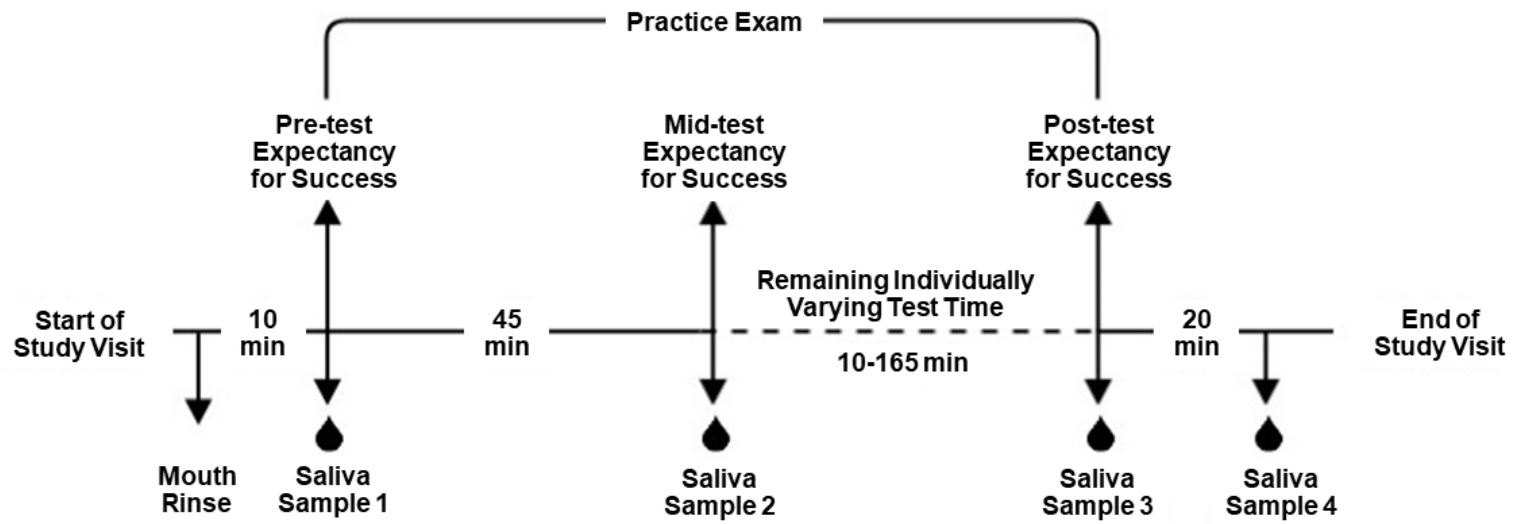 Practice Exam
Pre-test
Expectancy
for Success
Mid-test
Expectancy
for Success
Post-test
Expectancy
for Success
Start of
Study Visit
10
min
45
min
Remaining Individually
Varying Test Time
10-165 min
20
min
End of
Study Visit
Mouth
Rinse
Saliva
Sample 1
Saliva
Sample 2
Saliva
Sample 3
Saliva
Sample 4